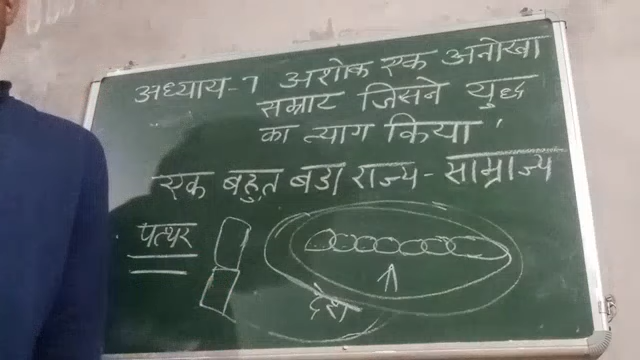 अध्याय-7 अशोक एक अनोखा
सम्राट जिसने युद्ध
का त्याग किया
एक बहुत बडा राज्य - साम्राज्य
पत्थर
देश